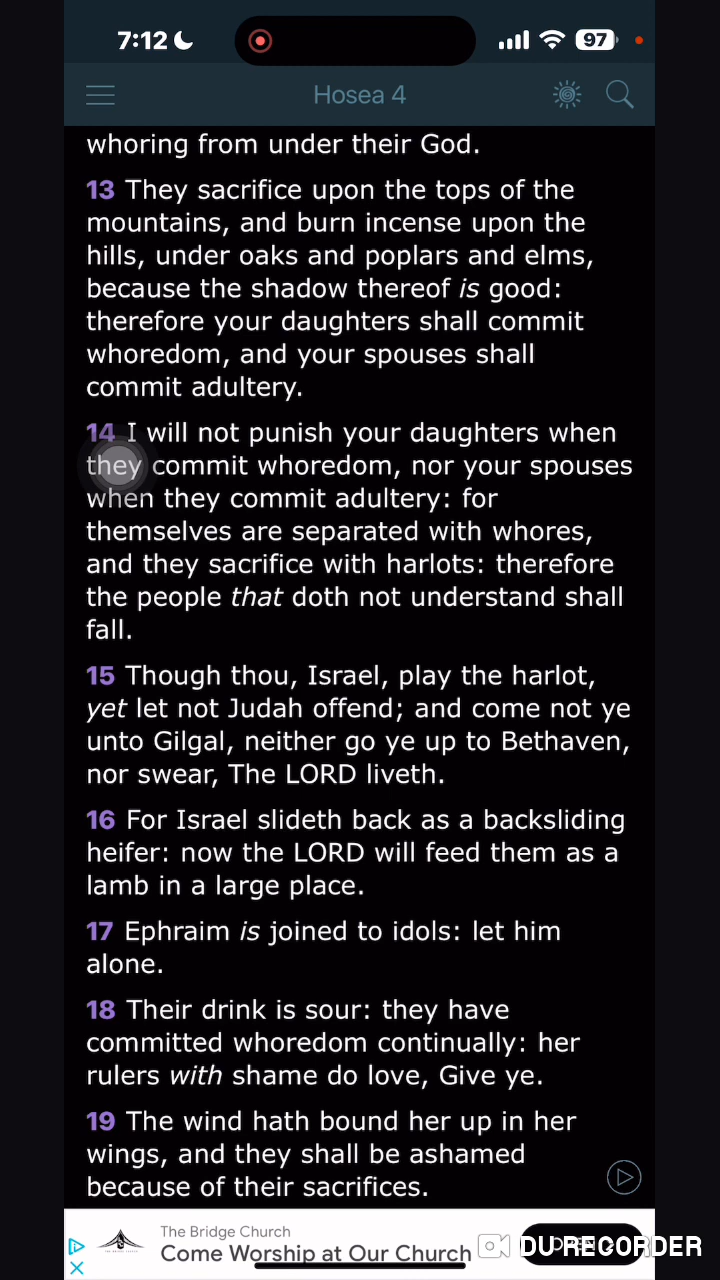 7:12
97
Hosea 4
whoring from under their God.
13 They sacrifice upon the tops of the
mountains, and burn incense upon the
hills, under oaks and poplars and elms,
because the shadow thereof is good:
therefore your daughters shall commit
whoredom, and your spouses shall
commit adultery.
14 I will not punish your daughters when
they commit whoredom, nor your spouses
when they commit adultery: for
themselves are separated with whores,
and they sacrifice with harlots: therefore
the people that doth not understand shall
fall.
15 Though thou, Israel, play the harlot,
yet let not Judah offend; and come not ye
unto Gilgal, neither go ye up to Bethaven,
nor swear, The LORD liveth.
16 For Israel slideth back as a backsliding
heifer: now the LORD will feed them as a
lamb in a large place.
17 Ephraim is joined to idols: let him
alone.
18 Their drink is sour: they have
committed whoredom continually: her
rulers with shame do love, Give ye.
19 The wind hath bound her up in her
wings, and they shall be ashamed
because of their sacrifices.
The Bridge Church
Come Worship at Our Church
DU RECORDER